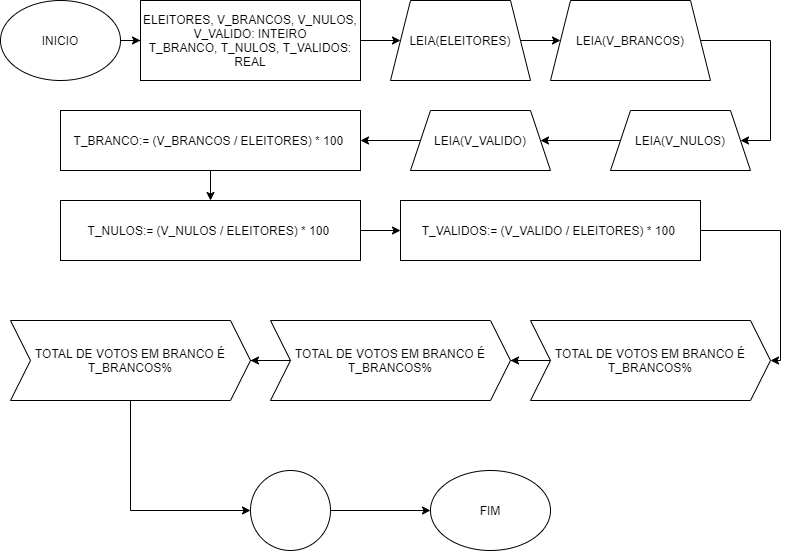 INICIO
ELEITORES, V_BRANCOS, V_NULOS,
V_VALIDO: INTEIRO
T_BRANCO, T_NULOS, T_VALIDOS:
REAL
LEIA(ELEITORES)
LEIA(V_BRANCOS)
LEIA(V_NULOS)
LEIA(V_VALIDO)
T_BRANCO:= (V_BRANCOS / ELEITORES) * 100
T_NULOS:= (V_NULOS / ELEITORES) * 100
T_VALIDOS:= (V_VALIDO / ELEITORES) * 100
TOTAL DE VOTOS EM BRANCO É
T_BRANCOS%
TOTAL DE VOTOS EM BRANCO É
T_BRANCOS%
TOTAL DE VOTOS EM BRANCO É
T_BRANCOS%
FIM